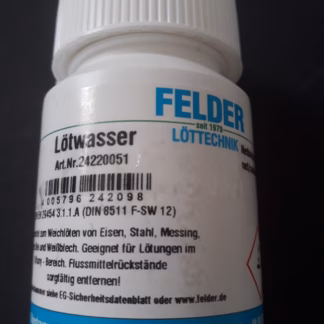 FELDER
seit 1979
LÖTTECHNIK
Lötwasser
Art.Nr.24220051
005796 242098
29454 3.1.1.A (DIN 8511 F-SW 12)
zum Weichlöten von Eisen, Stahl, Messing,
und Weißblech. Geeignet für Lötungen im
- Bereich. Flussmittelrückstände
sorgfältig entfernen!
siehe EG-Sicherheitsdatenblatt oder www.felder.de